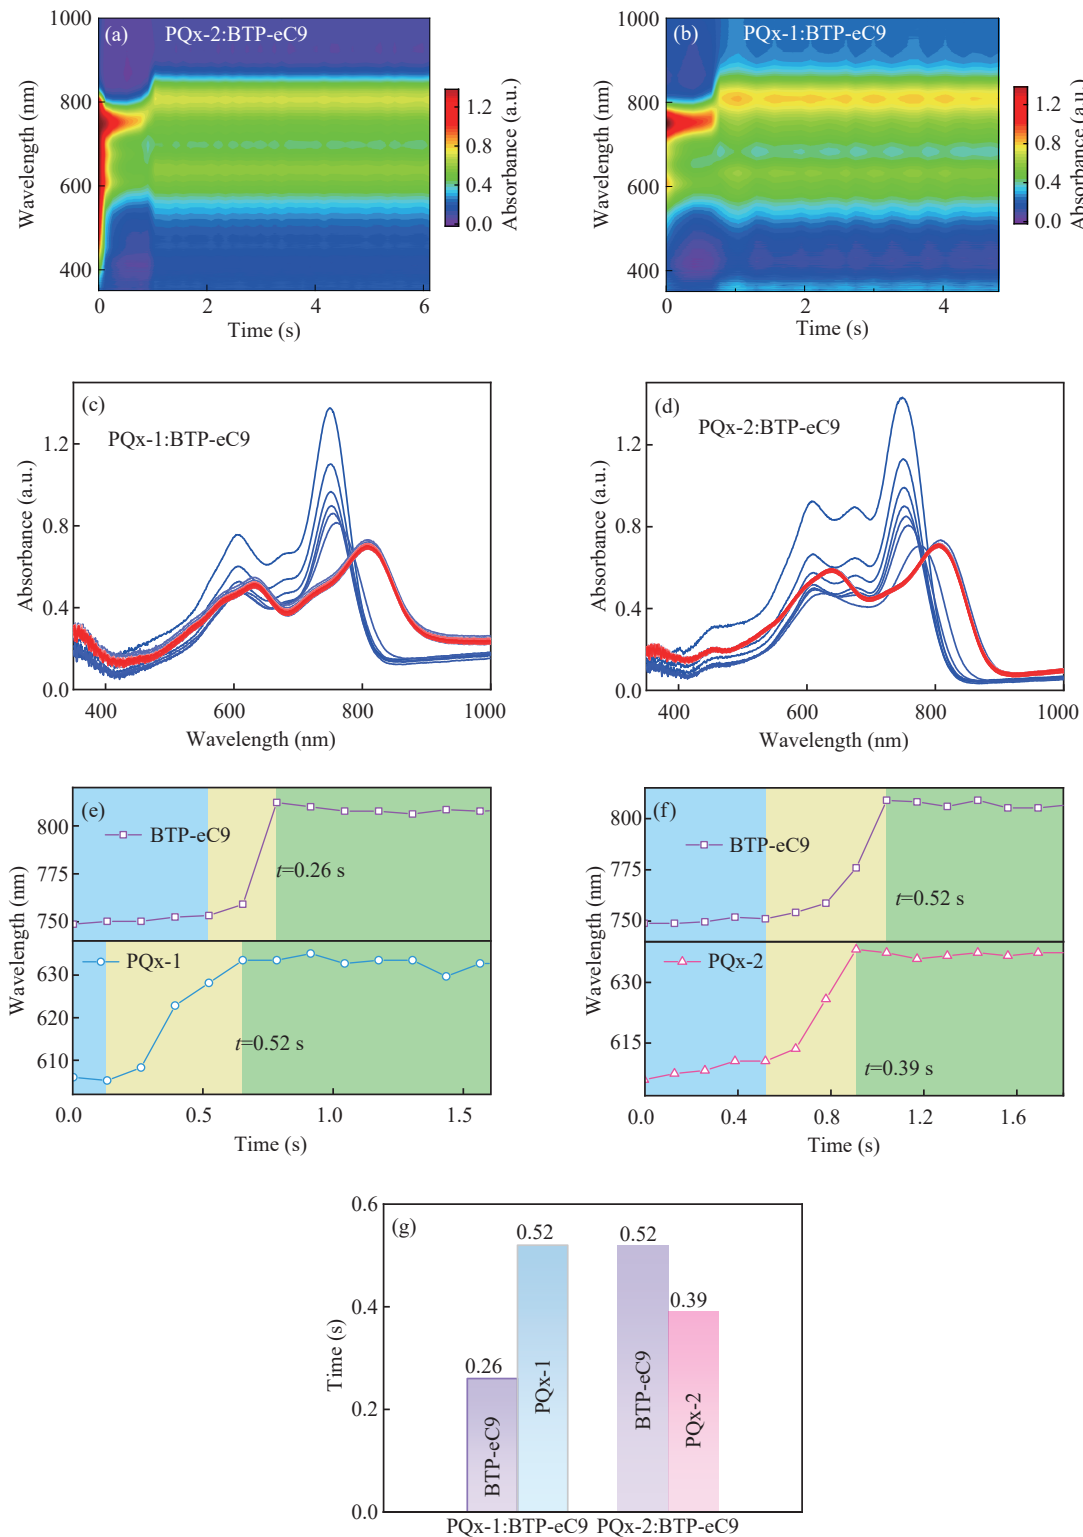 (a) PQx-2:BTP-eC9
1000
800
600
400
Wavelength (nm)
0 2 4 6
Time (s)
1.2
0.8
0.4
0.0
Absorbance (a.u.)
(b) PQx-1:BTP-eC9
1000
800
600
400
Wavelength (nm)
0 2 4
Time (s)
1.2
0.8
0.4
0.0
Absorbance (a.u.)
(c)
PQx-1:BTP-eC9
1.2
0.8
0.4
0.0
Absorbance (a.u.)
400 600 800 1000
Wavelength (nm)
(d)
PQx-2:BTP-eC9
1.2
0.8
0.4
0.0
Absorbance (a.u.)
400 600 800 1000
Wavelength (nm)
(e)
BTP-eC9
t=0.26 s
800
775
750
Wavelength (nm)
PQx-1
t=0.52 s
630
620
610
Wavelength (nm)
0.0 0.5 1.0 1.5
Time (s)
(f)
BTP-eC9
t=0.52 s
800
775
750
Wavelength (nm)
PQx-2
t=0.39 s
630
615
Wavelength (nm)
0.0 0.4 0.8 1.2 1.6
Time (s)
(g)
0.6
0.4
0.2
0.0
Time (s)
0.26
0.52
0.52
0.39
BTP-eC9
PQx-1
BTP-eC9
PQx-2
PQx-1:BTP-eC9 PQx-2:BTP-eC9